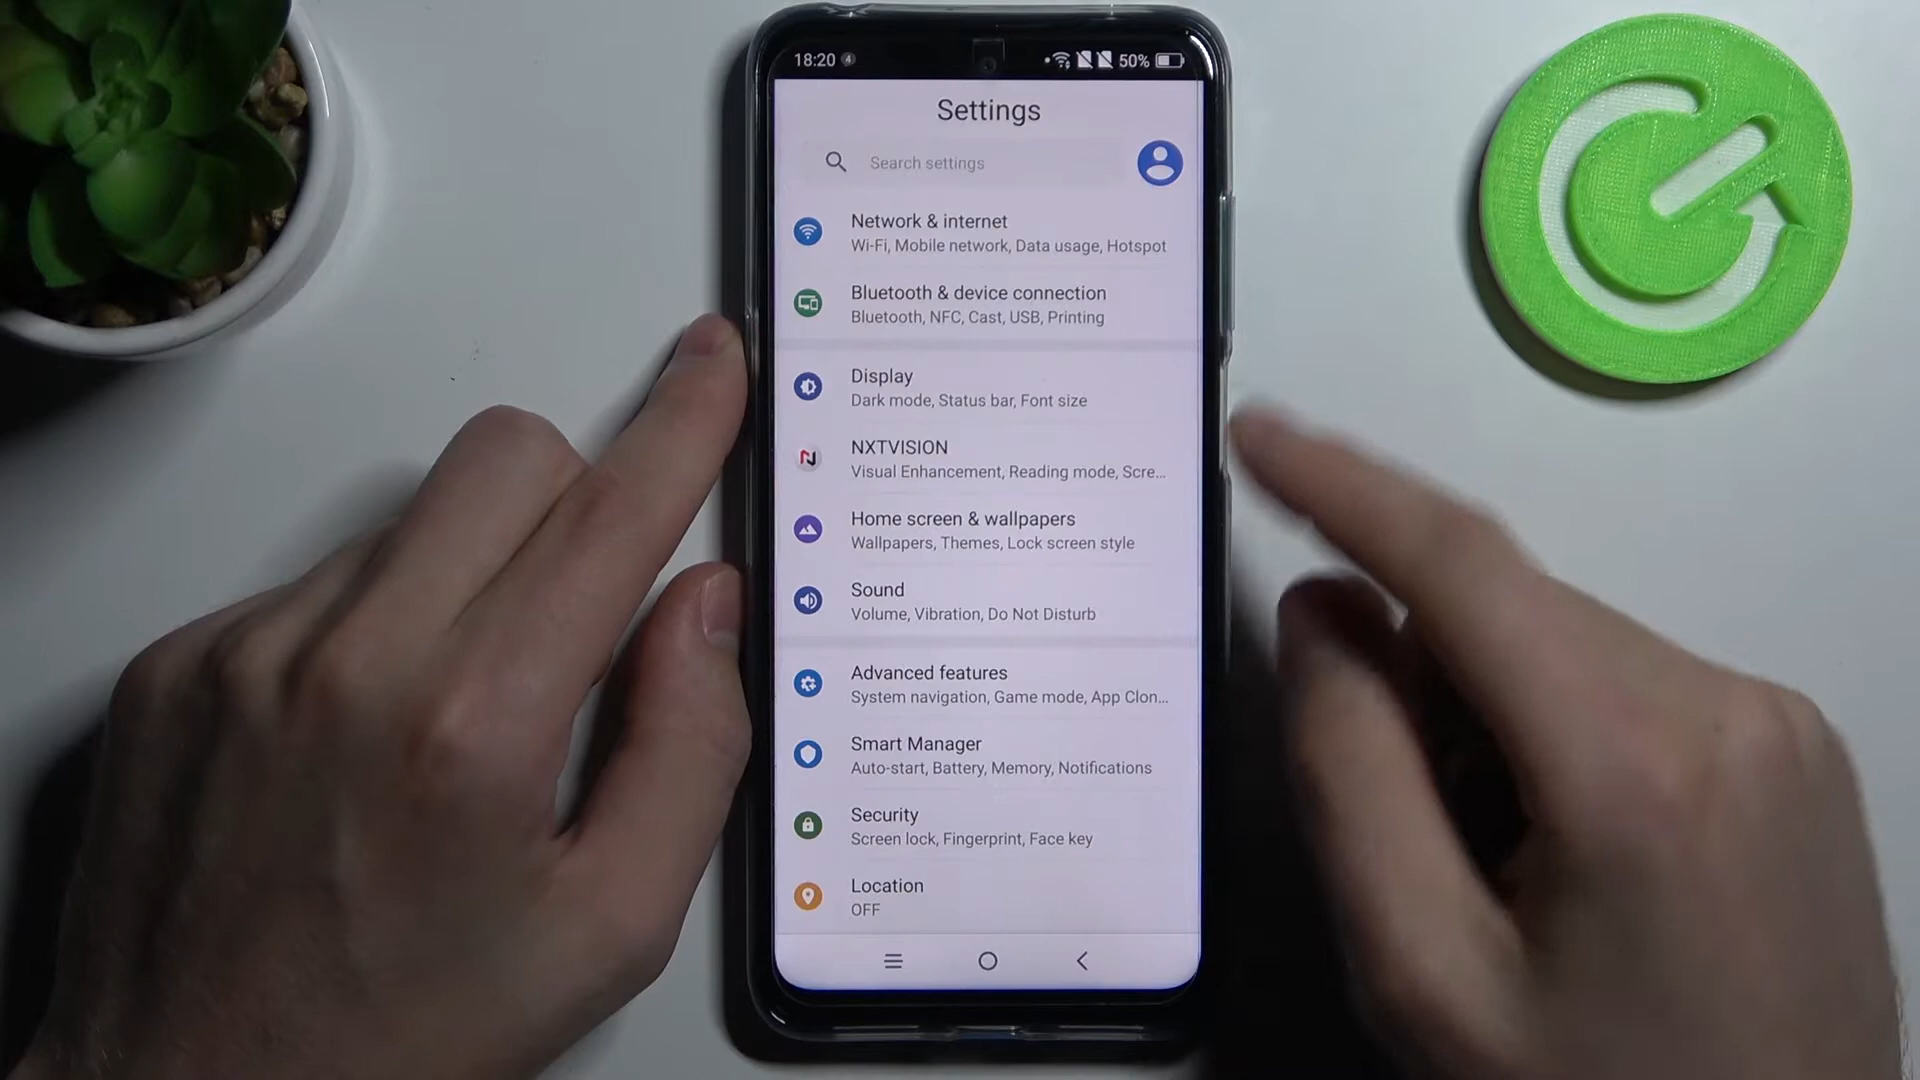 18:20 4 50%
Settings
Search settings
Network & internet
Wi-Fi, Mobile network, Data usage, Hotspot
Bluetooth & device connection
Bluetooth, NFC, Cast, USB, Printing
Display
Dark mode, Status bar, Font size
NXTVISION
Visual Enhancement, Reading mode, Scre...
Home screen & wallpapers
Wallpapers, Themes, Lock screen style
Sound
Volume, Vibration, Do Not Disturb
Advanced features
System navigation, Game mode, App Clon...
Smart Manager
Auto-start, Battery, Memory, Notifications
Security
Screen lock, Fingerprint, Face key
Location
OFF